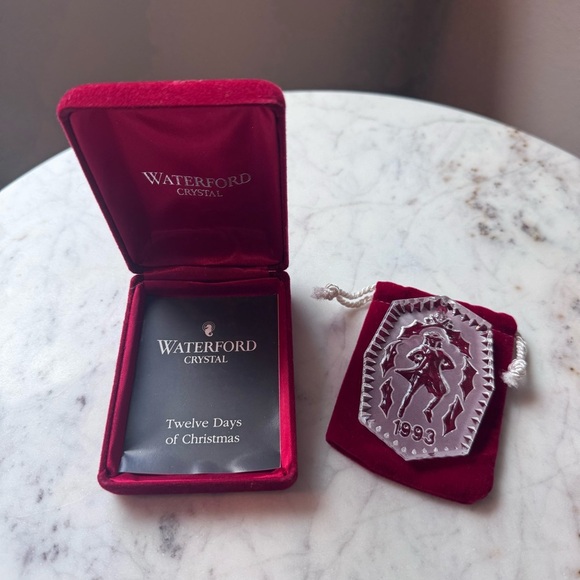 WATERFORD
CRYSTAL
WATERFORD
CRYSTAL
Twelve Days
of Christmas
1993